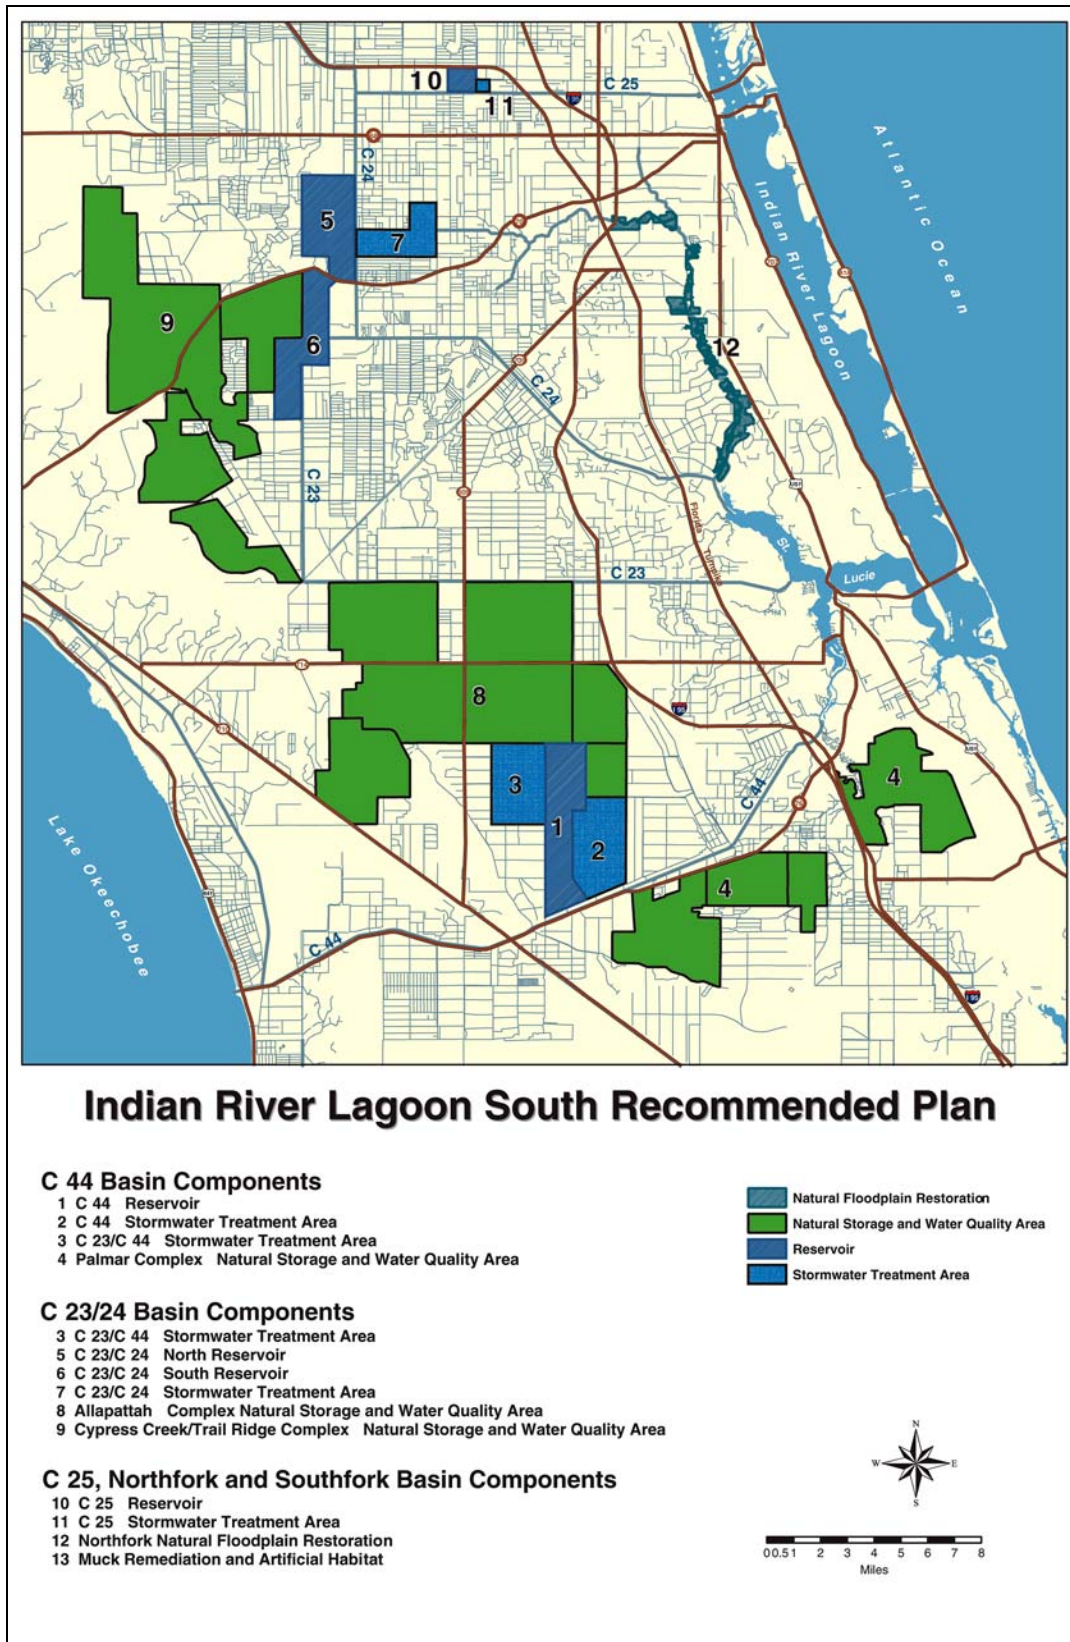 10
11
C 25
C 24
5
7
9
6
12
C 24
C 23
Atlantic Ocean
Indian River Lagoon
Florida Turnpike
US1
St.
Lucie
C 23
714
8
I 95
710
3
1
2
C 44
4
4
US1
Lake Okeechobee
441
C 44
I 95
Indian River Lagoon South Recommended Plan
C 44 Basin Components
1 C 44 Reservoir
2 C 44 Stormwater Treatment Area
3 C 23/C 44 Stormwater Treatment Area
4 Palmar Complex Natural Storage and Water Quality Area
Natural Floodplain Restoration
Natural Storage and Water Quality Area
Reservoir
Stormwater Treatment Area
C 23/24 Basin Components
3 C 23/C 44 Stormwater Treatment Area
5 C 23/C 24 North Reservoir
6 C 23/C 24 South Reservoir
7 C 23/C 24 Stormwater Treatment Area
8 Allapattah Complex Natural Storage and Water Quality Area
9 Cypress Creek/Trail Ridge Complex Natural Storage and Water Quality Area
C 25, Northfork and Southfork Basin Components
10 C 25 Reservoir
11 C 25 Stormwater Treatment Area
12 Northfork Natural Floodplain Restoration
13 Muck Remediation and Artificial Habitat
N
W E
S
0 0.5 1 2 3 4 5 6 7 8
Miles